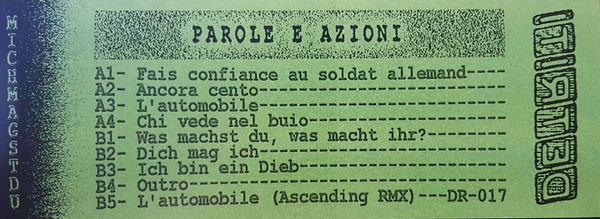 MICHMAGSTDU
PAROLE E AZIONI
A1- Fais confiance au soldat allemand----
A2- Ancora cento-------------------------
A3- L'automobile-------------------------
A4- Chi vede nel buio--------------------
B1- Was machst du, was macht ihr?--------
B2- Dich mag ich-------------------------
B3- Ich bin ein Dieb---------------------
B4- Outro--------------------------------
B5- L'automobile (Ascending RMX)---DR-017
DETRITI